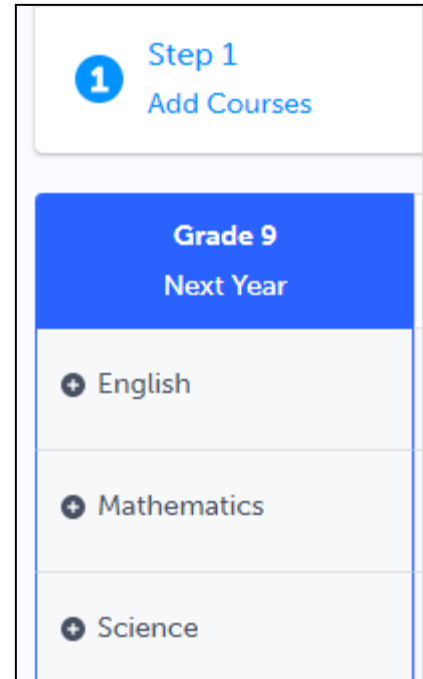 1
Step 1
Add Courses
Grade 9
Next Year
English
Mathematics
Science